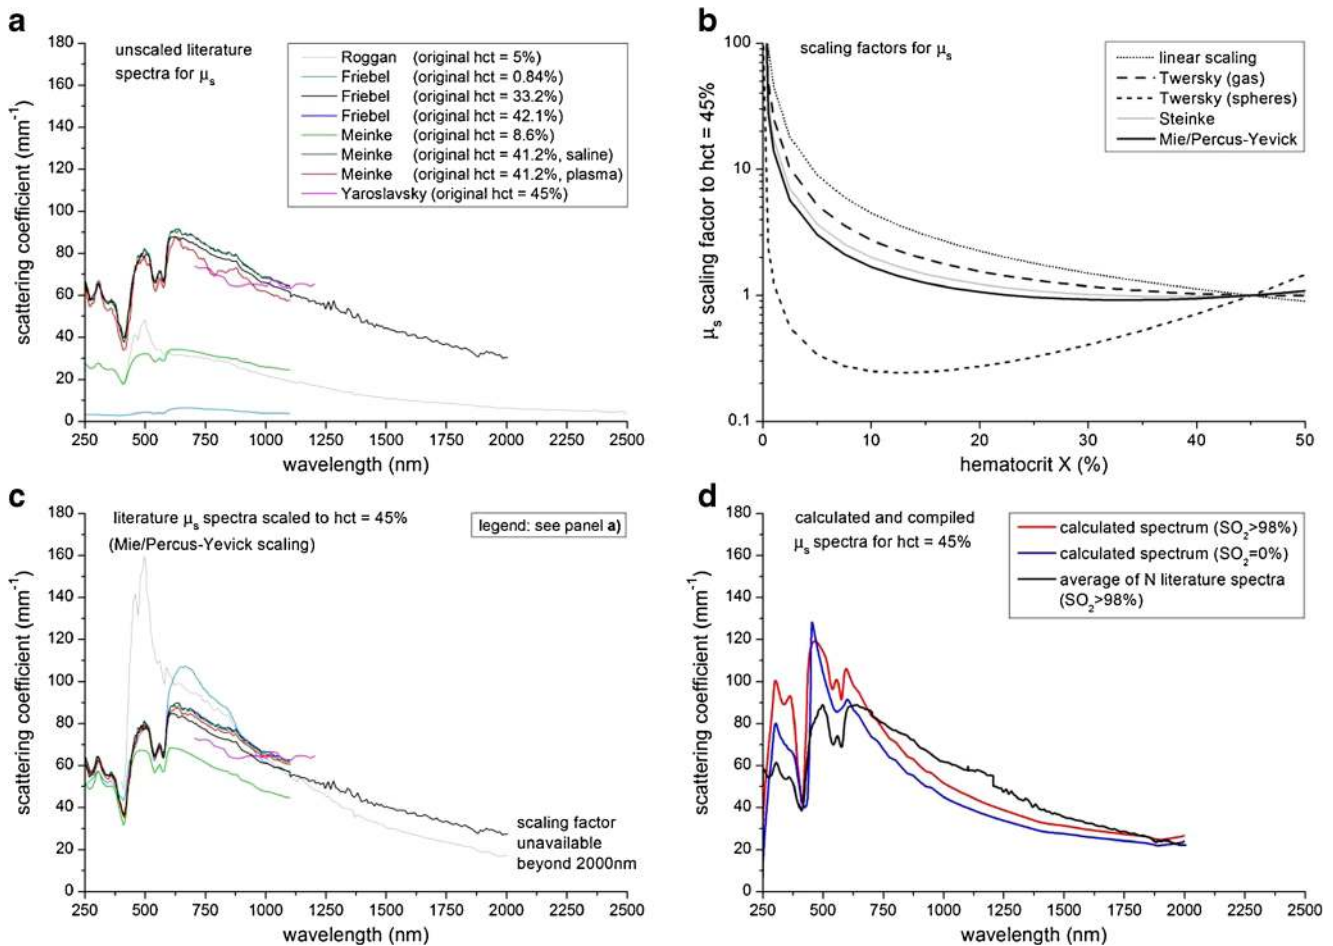 a
unscaled literature
spectra for μs
Roggan (original hct = 5%)
Friebel (original hct = 0.84%)
Friebel (original hct = 33.2%)
Friebel (original hct = 42.1%)
Meinke (original hct = 8.6%)
Meinke (original hct = 41.2%, saline)
Meinke (original hct = 41.2%, plasma)
Yaroslavsky (original hct = 45%)
scattering coefficient (mm-1)
180
160
140
120
100
80
60
40
20
0
250 500 750 1000 1250 1500 1750 2000 2250 2500
wavelength (nm)
b
scaling factors for μs
linear scaling
Twersky (gas)
Twersky (spheres)
Steinke
Mie/Percus-Yevick
μs scaling factor to hct = 45%
100
10
1
0.1
0 10 20 30 40 50
hematocrit X (%)
c
literature μs spectra scaled to hct = 45%
(Mie/Percus-Yevick scaling)
legend: see panel a)
scaling factor
unavailable
beyond 2000nm
scattering coefficient (mm-1)
180
160
140
120
100
80
60
40
20
0
250 500 750 1000 1250 1500 1750 2000 2250 2500
wavelength (nm)
d
calculated and compiled
μs spectra for hct = 45%
calculated spectrum (SO2>98%)
calculated spectrum (SO2=0%)
average of N literature spectra
(SO2>98%)
scattering coefficient (mm-1)
180
160
140
120
100
80
60
40
20
0
250 500 750 1000 1250 1500 1750 2000 2250 2500
wavelength (nm)